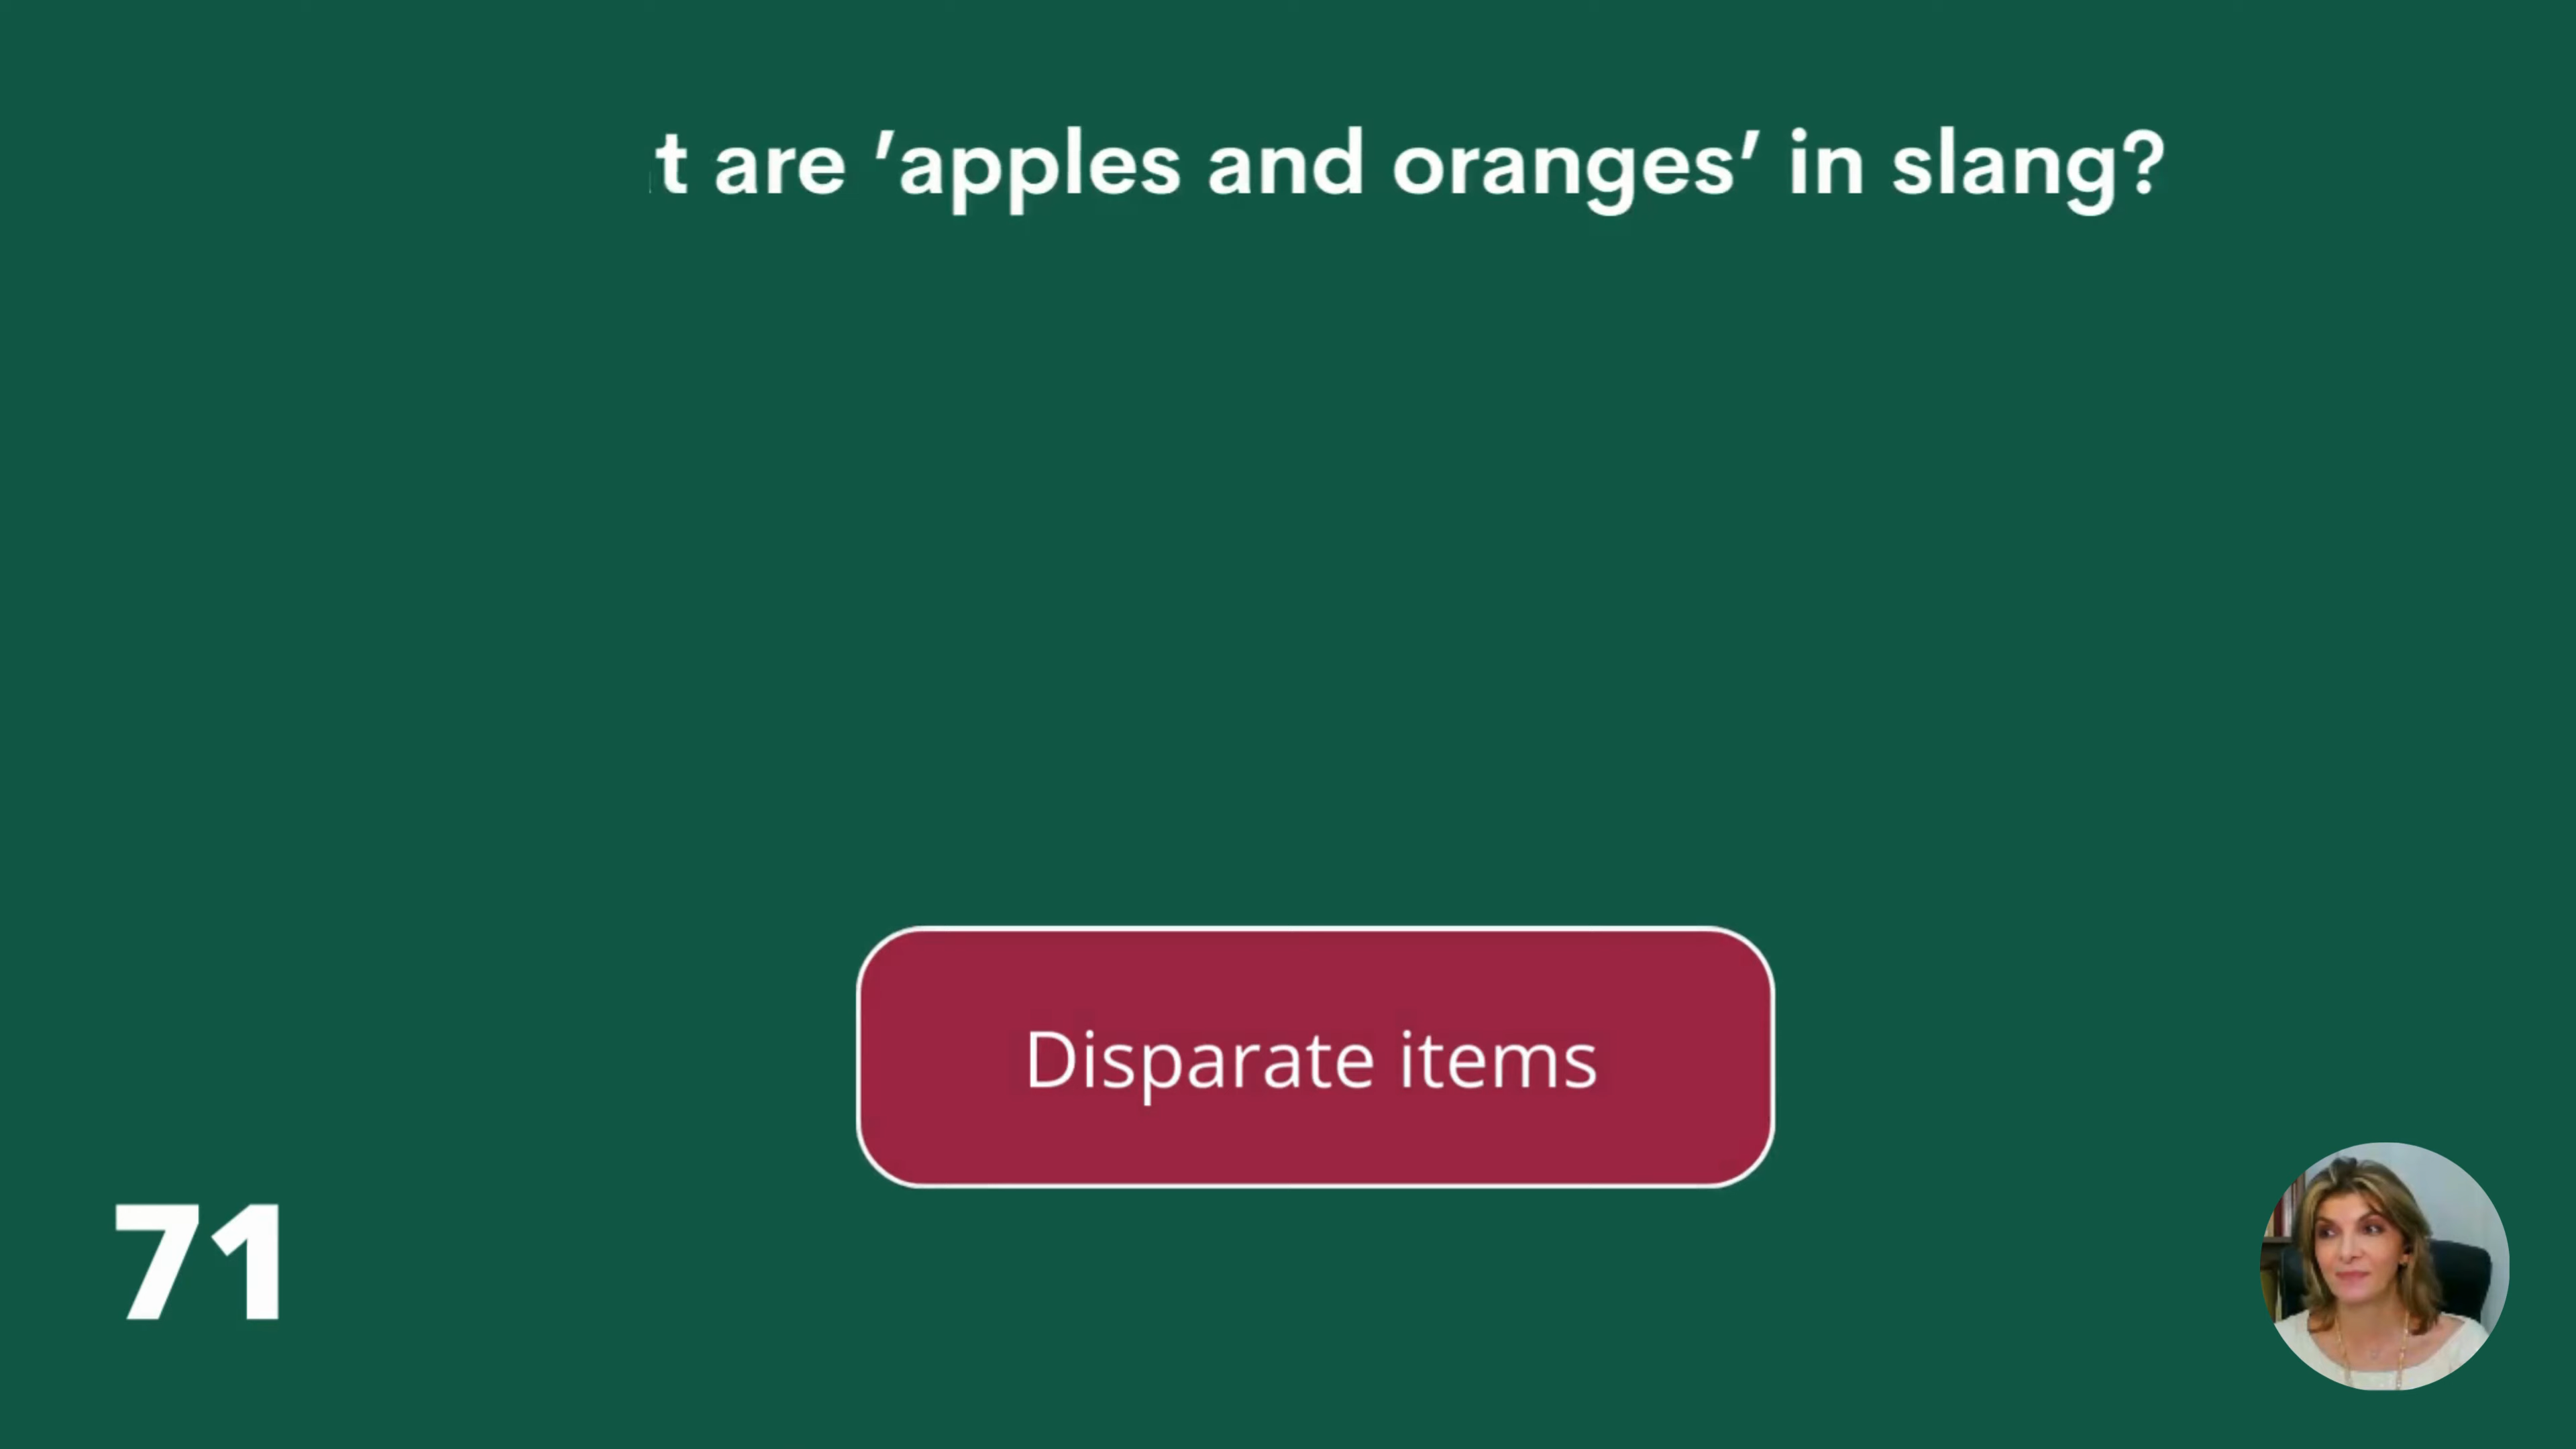 t are ’apples and oranges’ in slang?
Disparate items
71